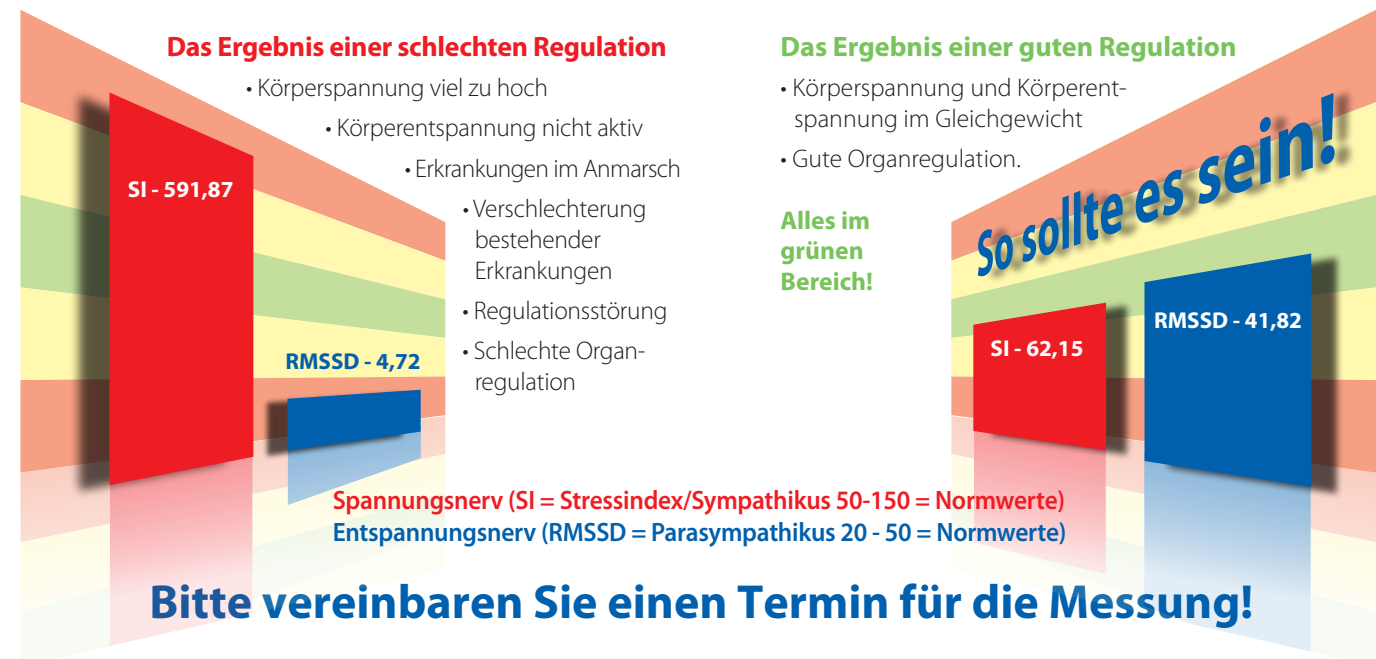 Das Ergebnis einer schlechten Regulation
• Körperspannung viel zu hoch
• Körperentspannung nicht aktiv
• Erkrankungen im Anmarsch
• Verschlechterung
bestehender
Erkrankungen
• Regulationsstörung
• Schlechte Organ-
regulation
SI - 591,87
RMSSD - 4,72
Das Ergebnis einer guten Regulation
• Körperspannung und Körperent-
spannung im Gleichgewicht
• Gute Organregulation.
Alles im
grünen
Bereich!
So sollte es sein!
SI - 62,15
RMSSD - 41,82
Spannungsnerv (SI = Stressindex/Sympathikus 50-150 = Normwerte)
Entspannungsnerv (RMSSD = Parasympathikus 20 - 50 = Normwerte)
Bitte vereinbaren Sie einen Termin für die Messung!